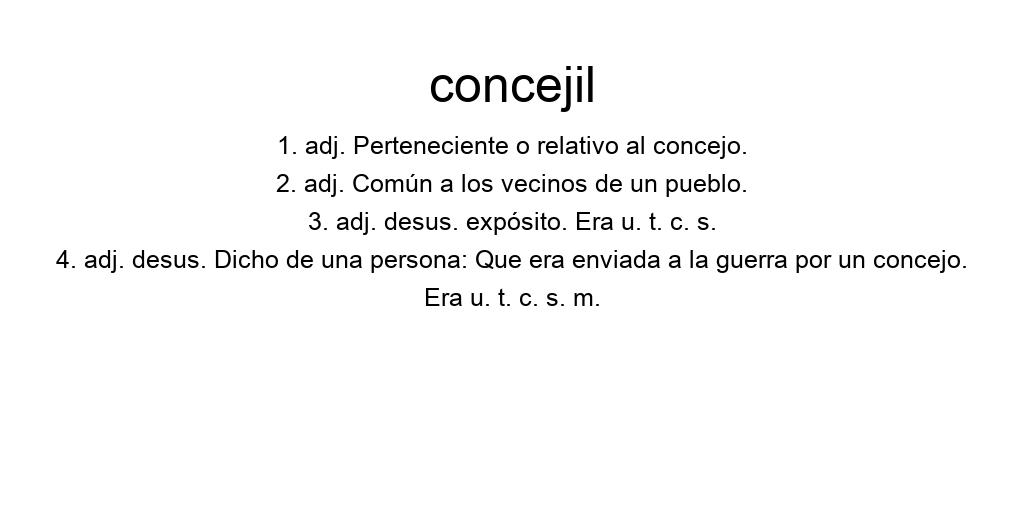 concejil
1. adj. Perteneciente o relativo al concejo.
2. adj. Común a los vecinos de un pueblo.
3. adj. desus. expósito. Era u. t. c. s.
4. adj. desus. Dicho de una persona: Que era enviada a la guerra por un concejo.
Era u. t. c. s. m.